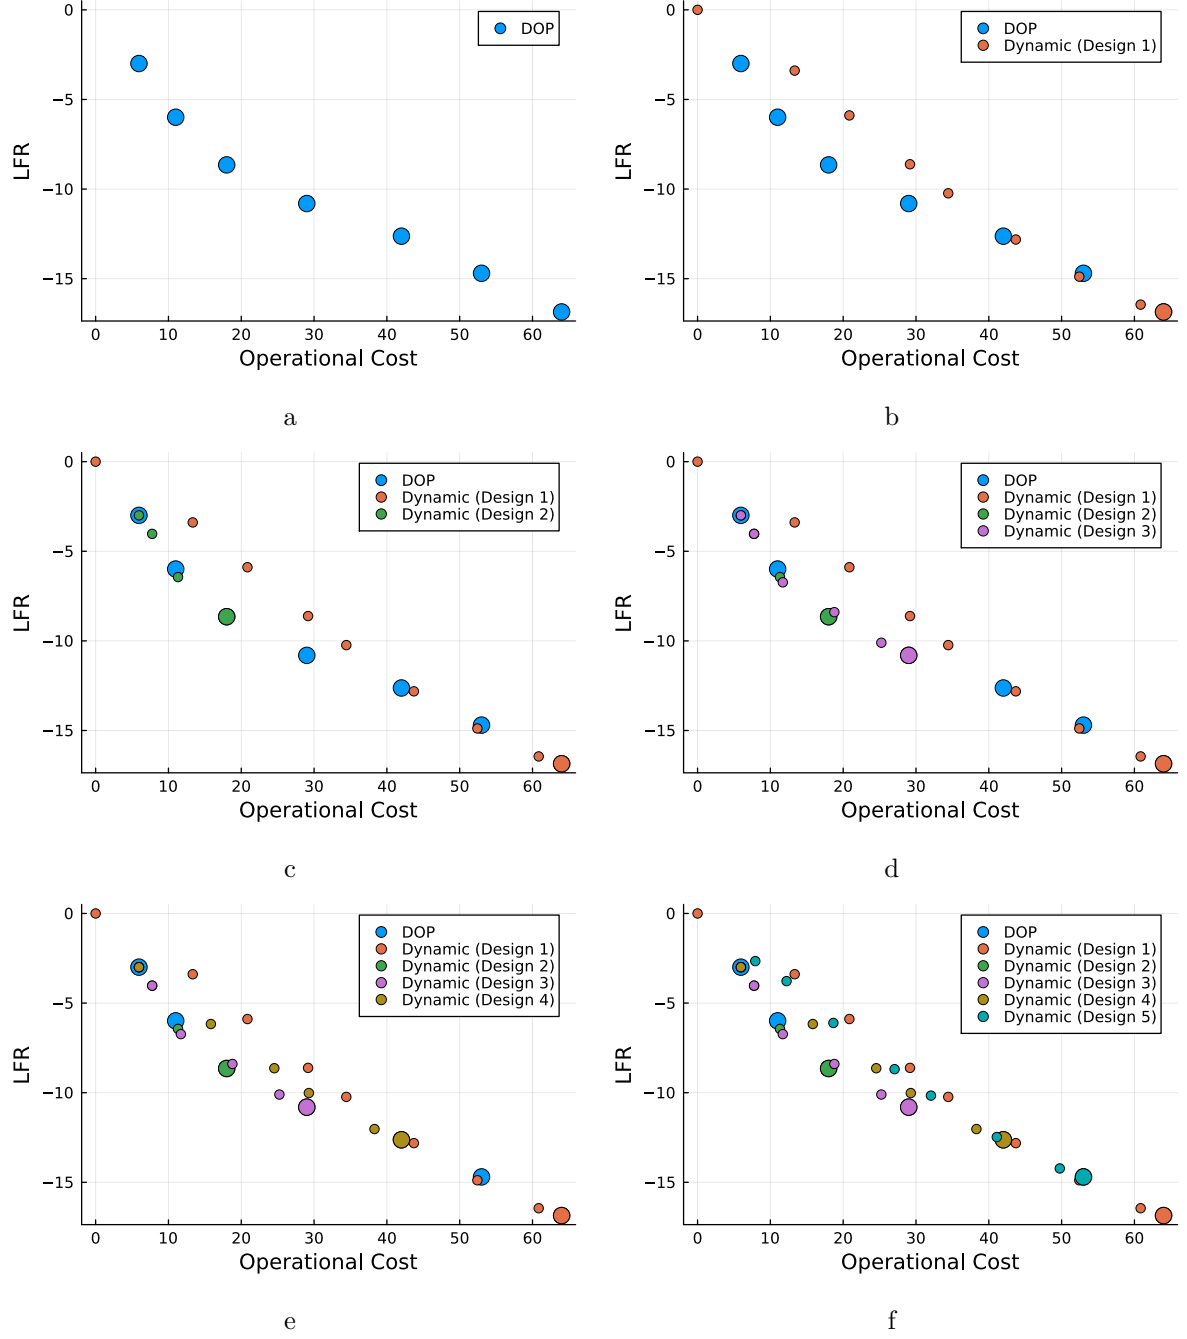 0
DOP
−5
LFR
−10
−15
0 10 20 30 40 50 60
Operational Cost
a
0
DOP
Dynamic (Design 1)
−5
LFR
−10
−15
0 10 20 30 40 50 60
Operational Cost
b
0
DOP
Dynamic (Design 1)
Dynamic (Design 2)
−5
LFR
−10
−15
0 10 20 30 40 50 60
Operational Cost
c
0
DOP
Dynamic (Design 1)
Dynamic (Design 2)
Dynamic (Design 3)
−5
LFR
−10
−15
0 10 20 30 40 50 60
Operational Cost
d
0
DOP
Dynamic (Design 1)
Dynamic (Design 2)
Dynamic (Design 3)
Dynamic (Design 4)
−5
LFR
−10
−15
0 10 20 30 40 50 60
Operational Cost
e
0
DOP
Dynamic (Design 1)
Dynamic (Design 2)
Dynamic (Design 3)
Dynamic (Design 4)
Dynamic (Design 5)
−5
LFR
−10
−15
0 10 20 30 40 50 60
Operational Cost
f